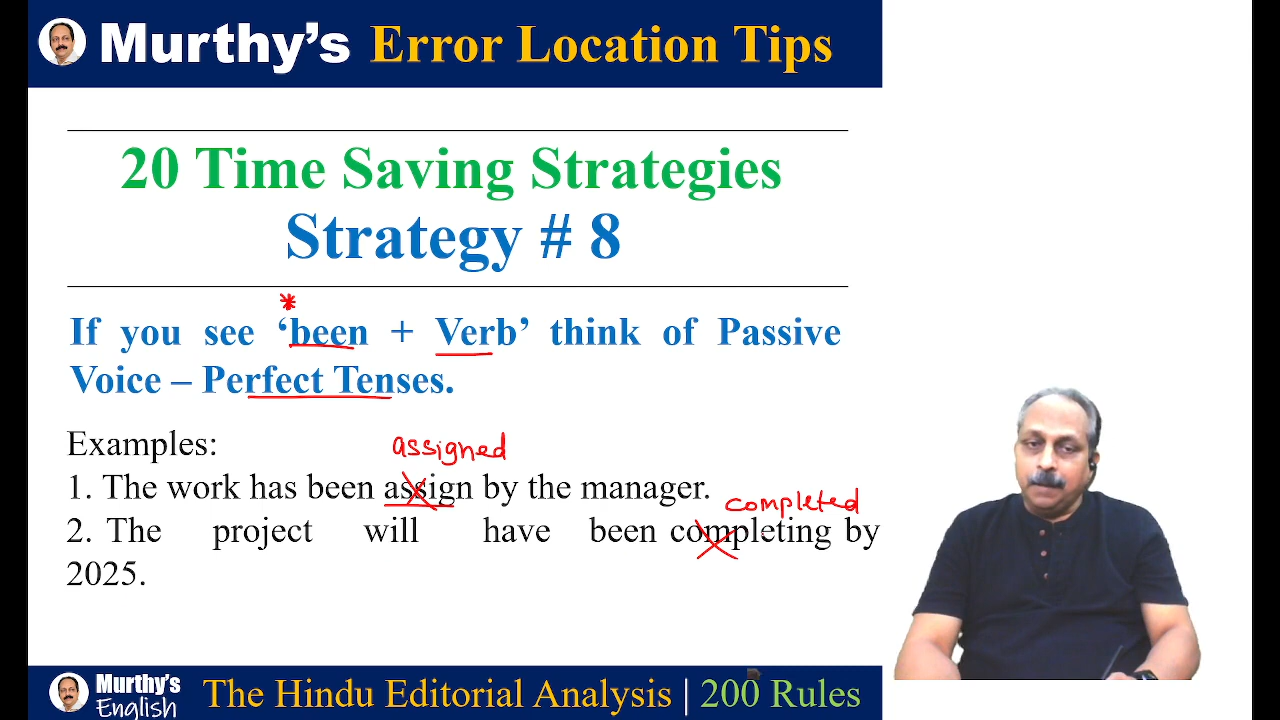 Murthy's Error Location Tips
20 Time Saving Strategies
Strategy # 8
*
If you see ‘been + Verb’ think of Passive
Voice – Perfect Tenses.
Examples:
assigned
1. The work has been assign by the manager.
completed
2. The project will have been completing by
2025.
Murthy's
English
The Hindu Editorial Analysis | 200 Rules